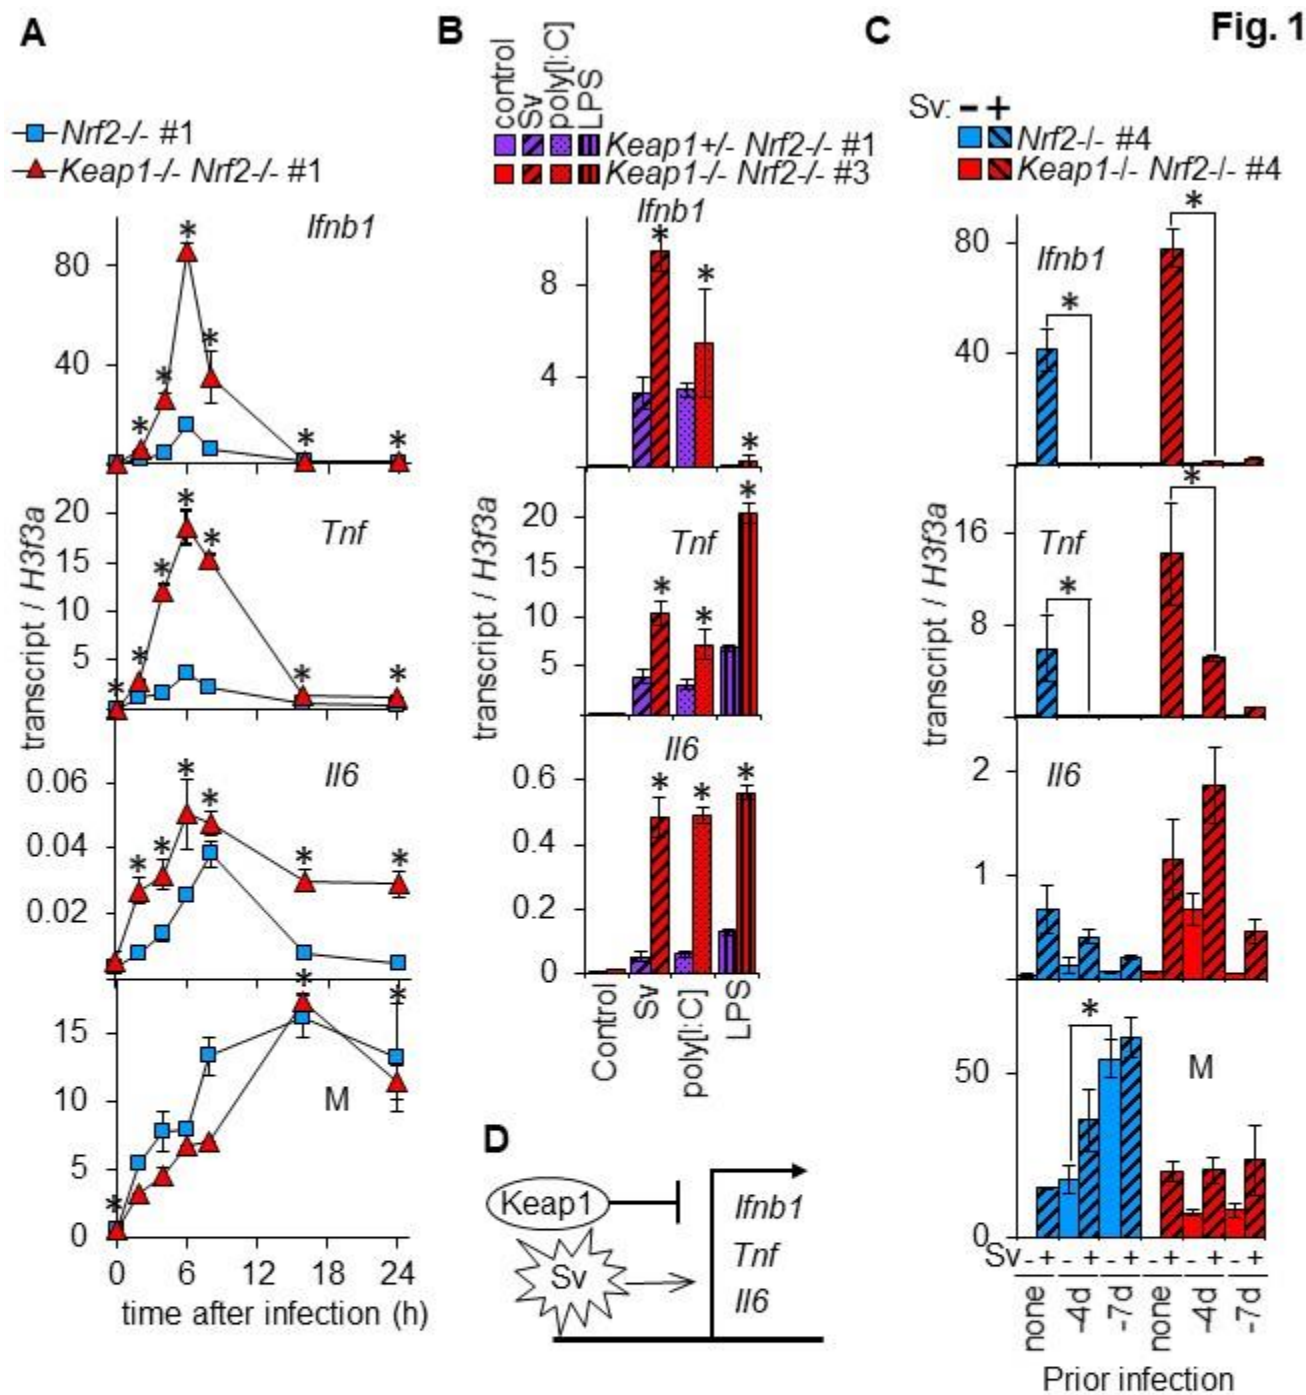 Fig. 1
A
Nrf2-/- #1
Keap1-/- Nrf2-/- #1
Ifnb1
80
40
*
*
*
*
*
*
Tnf
20
15
10
5
*
*
*
*
*
*
*
transcript / H3f3a
Il6
0.06
0.04
0.02
*
*
*
*
*
*
M
15
10
5
0
*
*
*
0 6 12 18 24
time after infection (h)
B
control
Sv
poly[I:C]
LPS
Keap1+/- Nrf2-/- #1
Keap1-/- Nrf2-/- #3
Ifnb1
8
4
*
*
*
Tnf
20
15
10
5
*
*
*
transcript / H3f3a
Il6
0.6
0.4
0.2
0
*
*
*
Control
Sv
poly[I:C]
LPS
C
Sv: - +
Nrf2-/- #4
Keap1-/- Nrf2-/- #4
Ifnb1
80
40
*
*
Tnf
16
8
*
*
transcript / H3f3a
Il6
2
1
M
50
0
*
Sv - + - + - + - + - + - +
none
-4d
-7d
none
-4d
-7d
Prior infection
D
Keap1
Sv
Ifnb1
Tnf
Il6